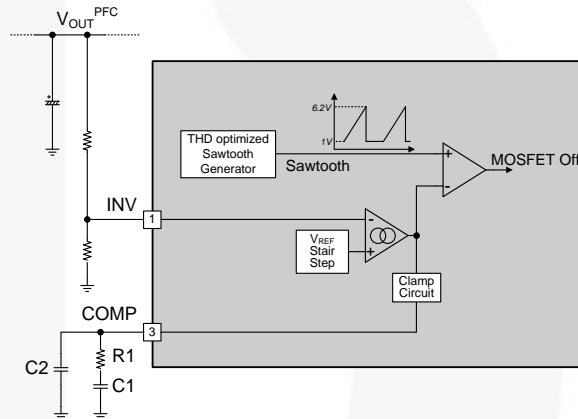 VOUT PFC
6.2V
1V
THD optimized
Sawtooth
Generator
Sawtooth
+
-
MOSFET Off
INV
1
-
+
VREF
Stair
Step
Clamp
Circuit
COMP
3
C2
R1
C1
+